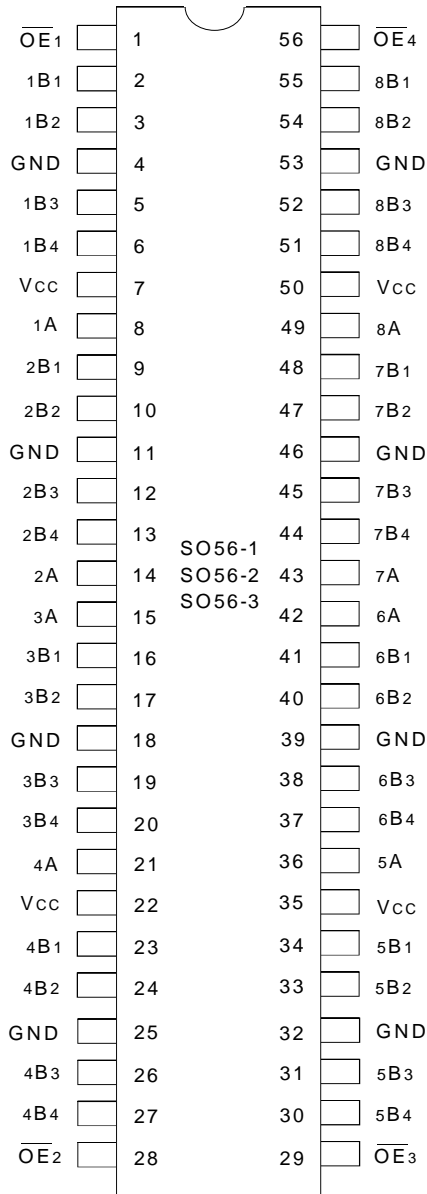 O̅E̅1 1 56 O̅E̅4
1B1 2 55 8B1
1B2 3 54 8B2
GND 4 53 GND
1B3 5 52 8B3
1B4 6 51 8B4
VCC 7 50 VCC
1A 8 49 8A
2B1 9 48 7B1
2B2 10 47 7B2
GND 11 46 GND
2B3 12 45 7B3
2B4 13 44 7B4
SO56-1
2A 14 SO56-2 43 7A
SO56-3
3A 15 42 6A
3B1 16 41 6B1
3B2 17 40 6B2
GND 18 39 GND
3B3 19 38 6B3
3B4 20 37 6B4
4A 21 36 5A
VCC 22 35 VCC
4B1 23 34 5B1
4B2 24 33 5B2
GND 25 32 GND
4B3 26 31 5B3
4B4 27 30 5B4
O̅E̅2 28 29 O̅E̅3